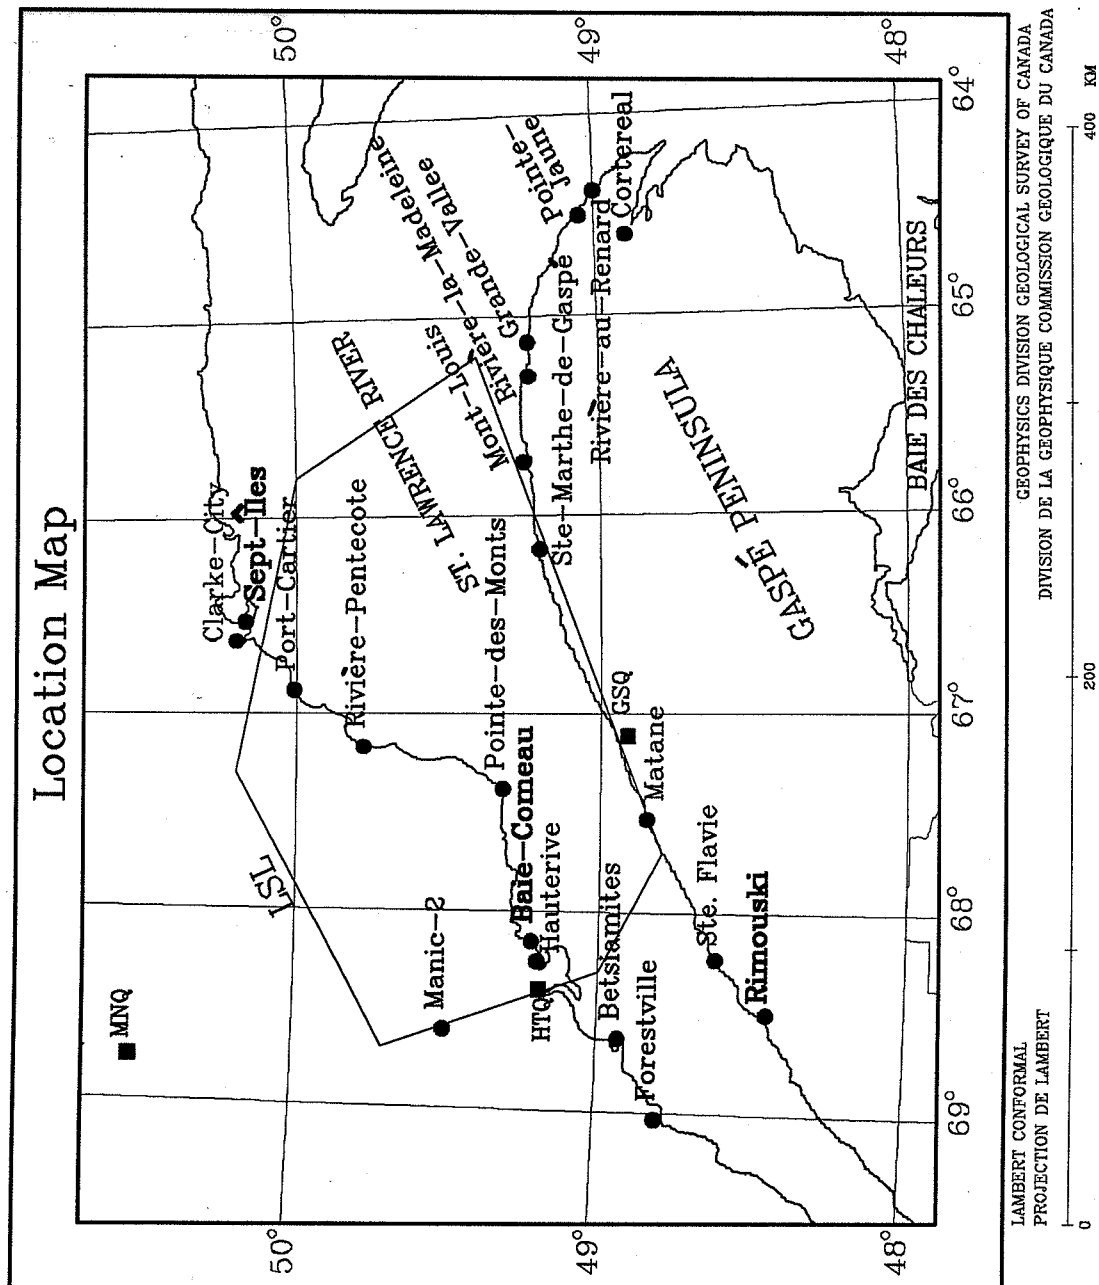 Location Map
50°
49°
48°
50°
49°
48°
64°
65°
66°
67°
68°
69°
MNQ
LSL
Clarke-City
Sept-Îles
Port-Cartier
Rivière-Pentecote
ST. LAWRENCE RIVER
Pointe-des-Monts
Manic-2
Baie-Comeau
Hauterive
HTQ
Betsiamites
Forestville
Mont-Louis
Rivière-la-Madeleine
Grande-Vallee
Pointe-
Jaune
Cortereal
Rivière-au-Renard
Ste-Marthe-de-Gaspé
GSQ
Matane
Ste. Flavie
Rimouski
GASPÉ PENINSULA
BAIE DES CHALEURS
LAMBERT CONFORMAL
PROJECTION DE LAMBERT
GEOPHYSICS DIVISION GEOLOGICAL SURVEY OF CANADA
DIVISION DE LA GEOPHYSIQUE COMMISSION GEOLOGIQUE DU CANADA
0
200
400
KM